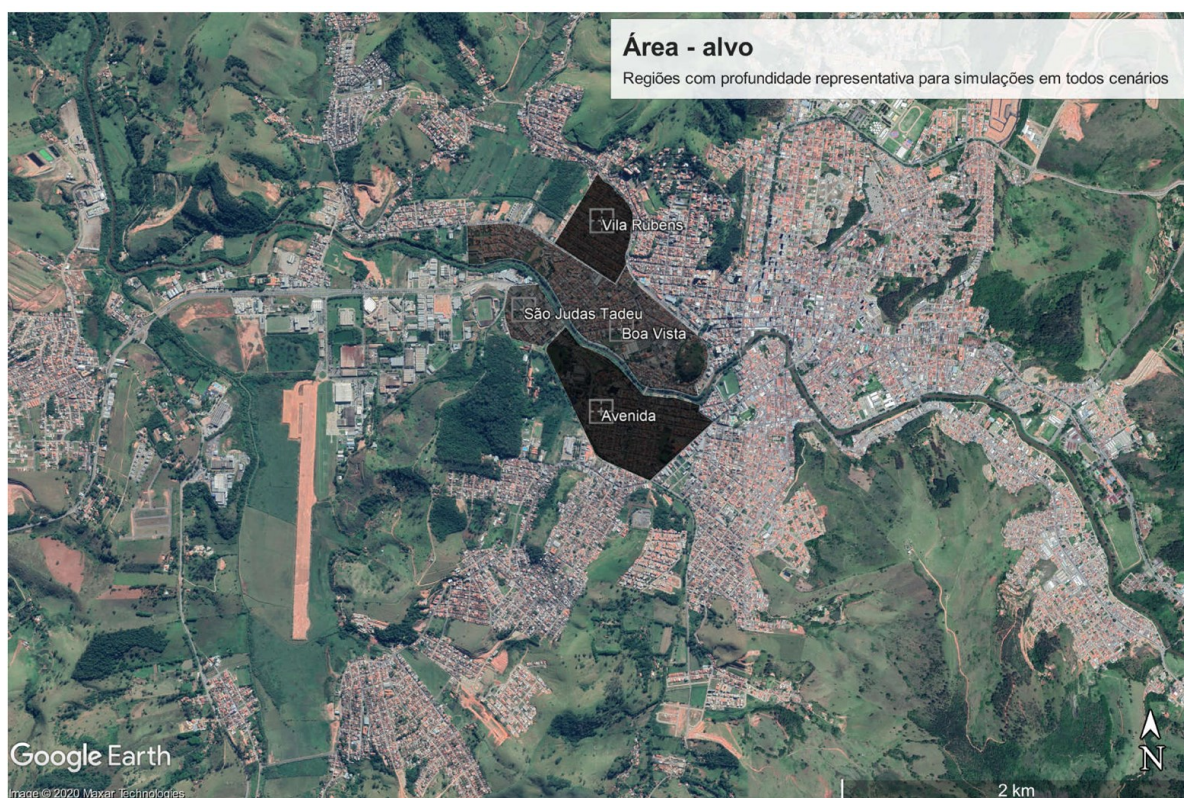 Área - alvo
Regiões com profundidade representativa para simulações em todos cenários
Vila Rubens
São Judas Tadeu
Boa Vista
Avenida
Google Earth
N
Image © 2020 Maxar Technologies
2 km